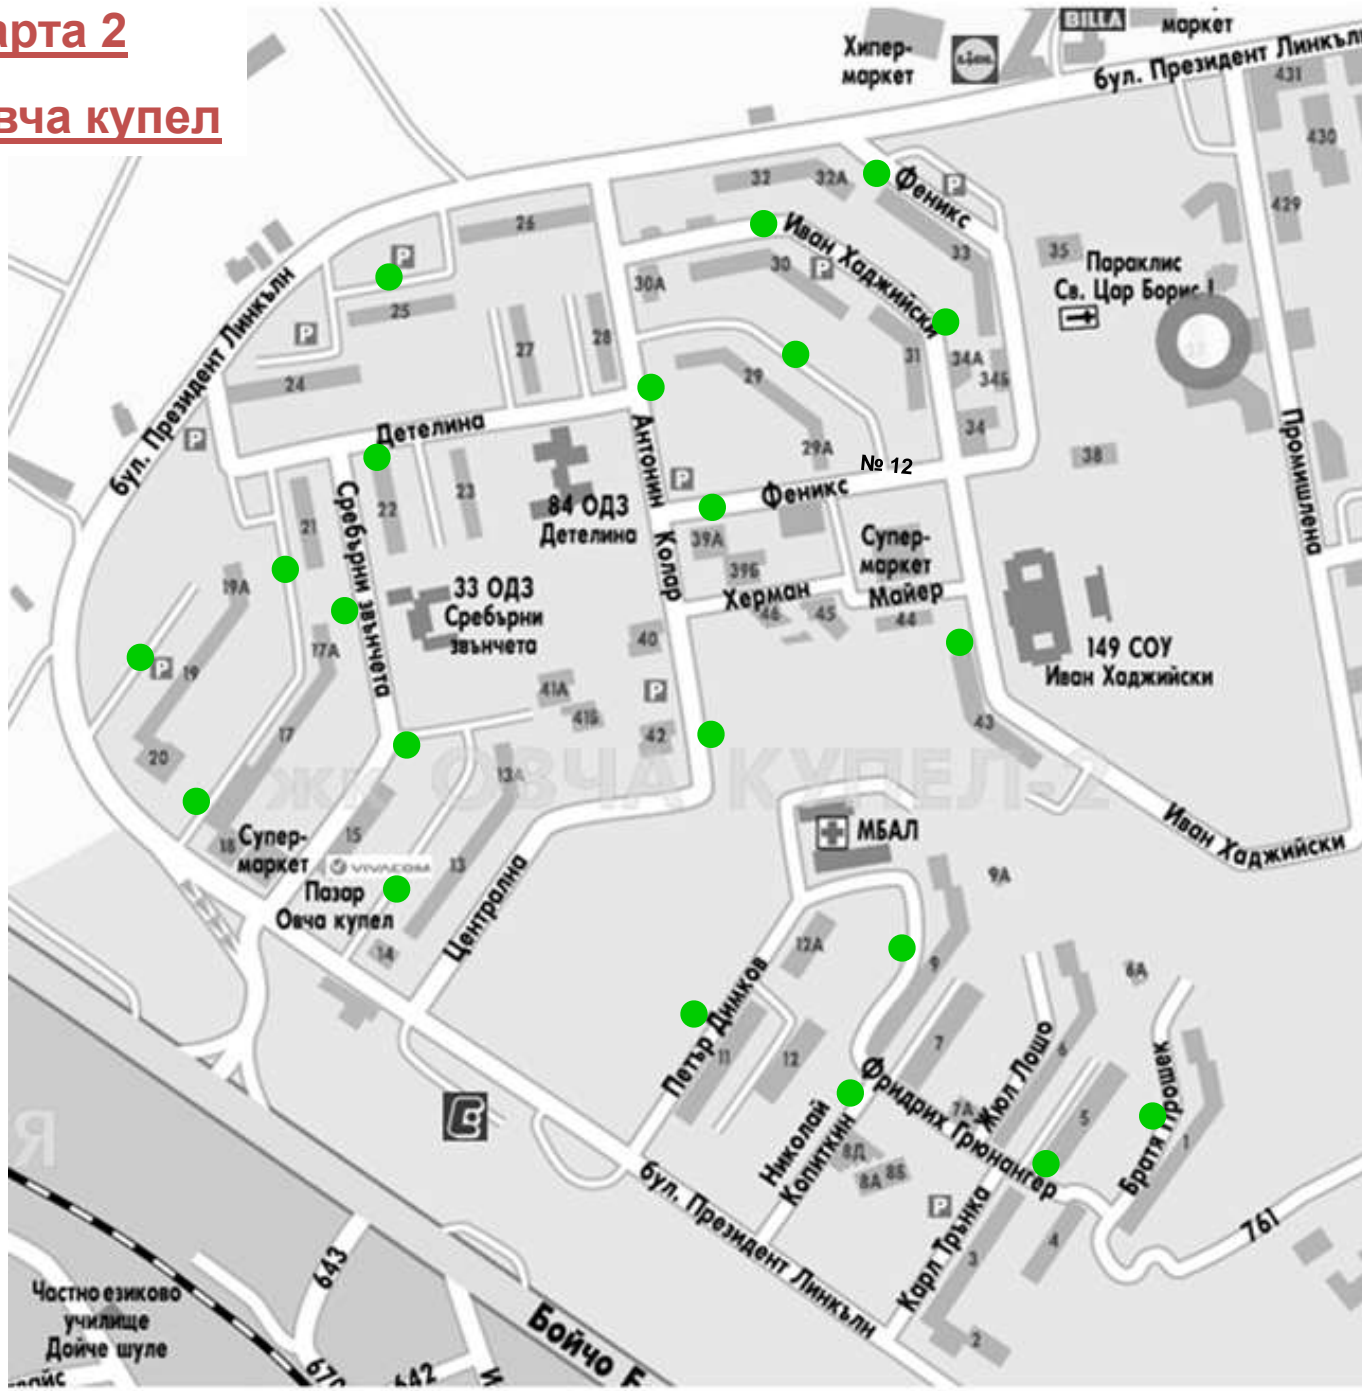 арта 2
вча купел
BILLA
маркет
Хипер-
маркет
бул. Президент Линкълн
431
430
429
32
32А
Феникс
P
26
Иван Хаджийски
33
35
Параклис
Св. Цар Борис I
P
30
P
30А
25
бул. Президент Линкълн
P
28
27
31
34А
34Б
24
29
Детелина
Антонин Колар
34
Промишлена
P
29А
№ 12
38
22
23
P
Феникс
84 ОДЗ
Детелина
21
Сребърни звънчета
39А
Супер-
маркет
39Б
19А
33 ОДЗ
Сребърни
звънчета
Херман Майер
46
45
44
40
17А
149 СОУ
Иван Хаджийски
P
19
41А
P
41Б
42
43
17
20
жк ОВЧА КУПЕЛ-2
13А
Иван Хаджийски
18
Супер-
маркет
15
МБАЛ
VIVACOM
13
Пазар
Овча купел
9А
Централна
14
12А
9
6А
Петър Димков
11
12
7
6
Жюл Лошо
Братя Прошек
Фридрих Грюнангер
7А
5
1
Николай
Копиткин
8Д
8А
8Б
Я
бул. Президент Линкълн
P
Карл Трънка
3
4
761
2
643
Частно езиково
училище
Дойче шуле
Бойчо Б
670
642
И